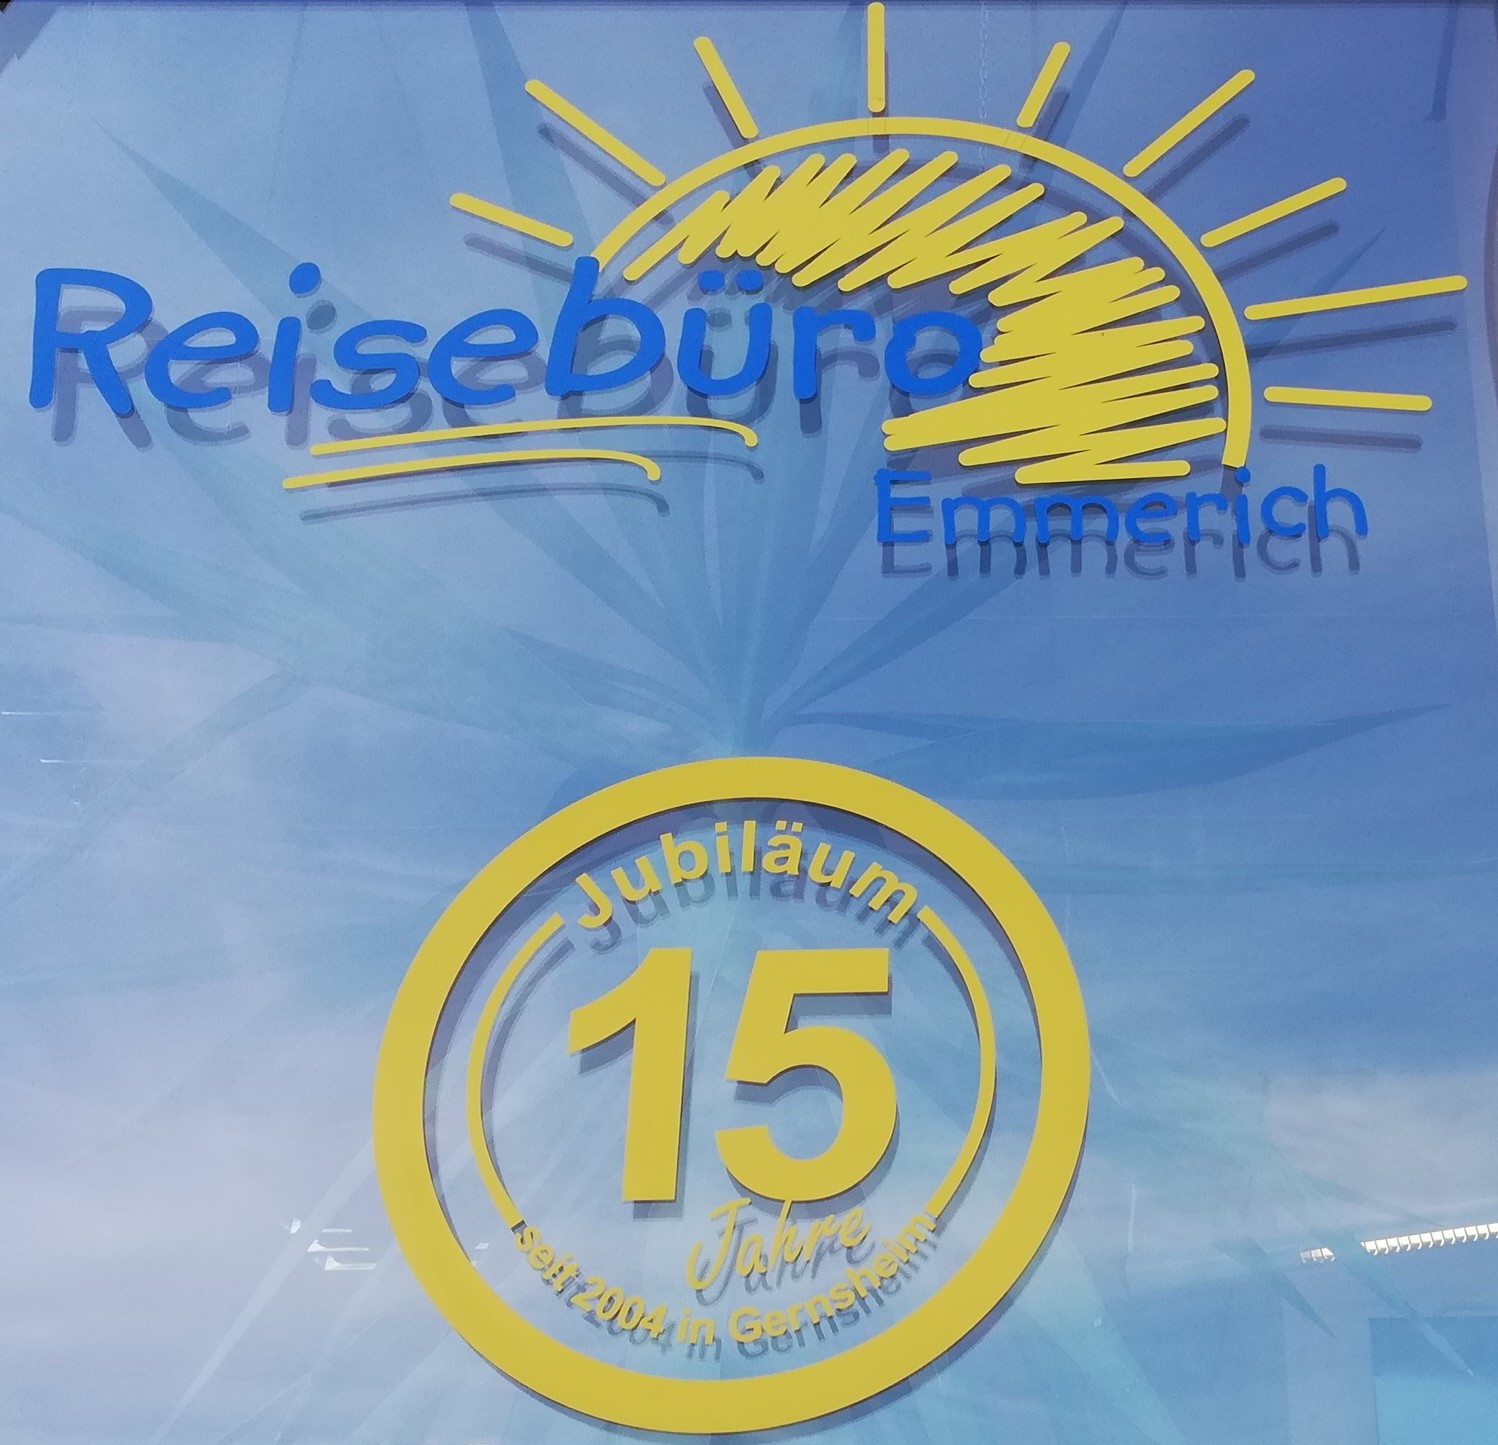 Reisebüro
Emmerich
Jubiläum
15
Jahre
seit 2004 in Gernsheim